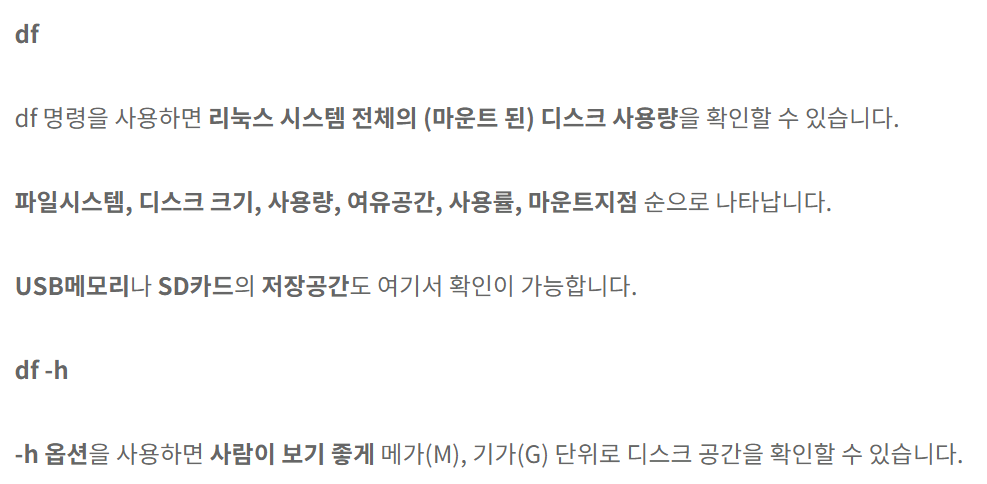 df
df 명령을 사용하면 리눅스 시스템 전체의 (마운트 된) 디스크 사용량을 확인할 수 있습니다.
파일시스템, 디스크 크기, 사용량, 여유공간, 사용률, 마운트지점 순으로 나타납니다.
USB메모리나 SD카드의 저장공간도 여기서 확인이 가능합니다.
df -h
-h 옵션을 사용하면 사람이 보기 좋게 메가(M), 기가(G) 단위로 디스크 공간을 확인할 수 있습니다.